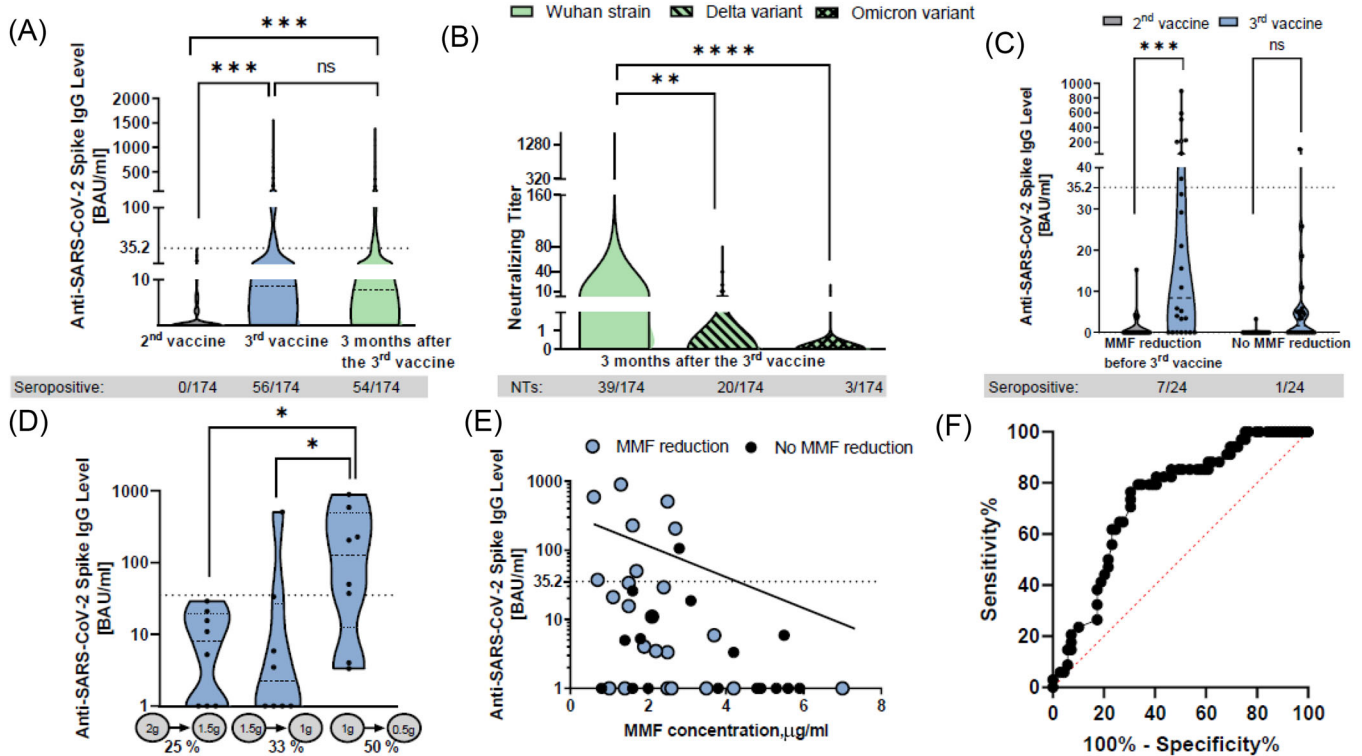 Wuhan strain Delta variant Omicron variant
(A)
Anti-SARS-CoV-2 Spike IgG Level
[BAU/ml]
*** 
*** ns
2000
1500
1000
500
100
35.2
10
2nd vaccine 3rd vaccine 3 months after
the 3rd vaccine
Seropositive: 0/174 56/174 54/174
(B)
Neutralizing Titer
****
**
1280
320
160
80
40
10
1
0
3 months after the 3rd vaccine
NTs: 39/174 20/174 3/174
(C)
2nd vaccine 3rd vaccine
*** ns
Anti-SARS-CoV-2 Spike IgG Level
[BAU/ml]
1000
800
600
400
200
40
35.2
30
20
10
0
MMF reduction No MMF reduction
before 3rd vaccine
Seropositive: 7/24 1/24
(D)
Anti-SARS-CoV-2 Spike IgG Level
[BAU/ml]
*
*
1000
100
10
1
2g 1.5g 1.5g 1g 1g 0.5g
25 % 33 % 50 %
(E)
MMF reduction No MMF reduction
Anti-SARS-CoV-2 Spike IgG Level
[BAU/ml]
1000
100
35.2
10
1
0 2 4 6 8
MMF concentration,μg/ml
(F)
Sensitivity%
100
80
60
40
20
0
0 20 40 60 80 100
100% - Specificity%